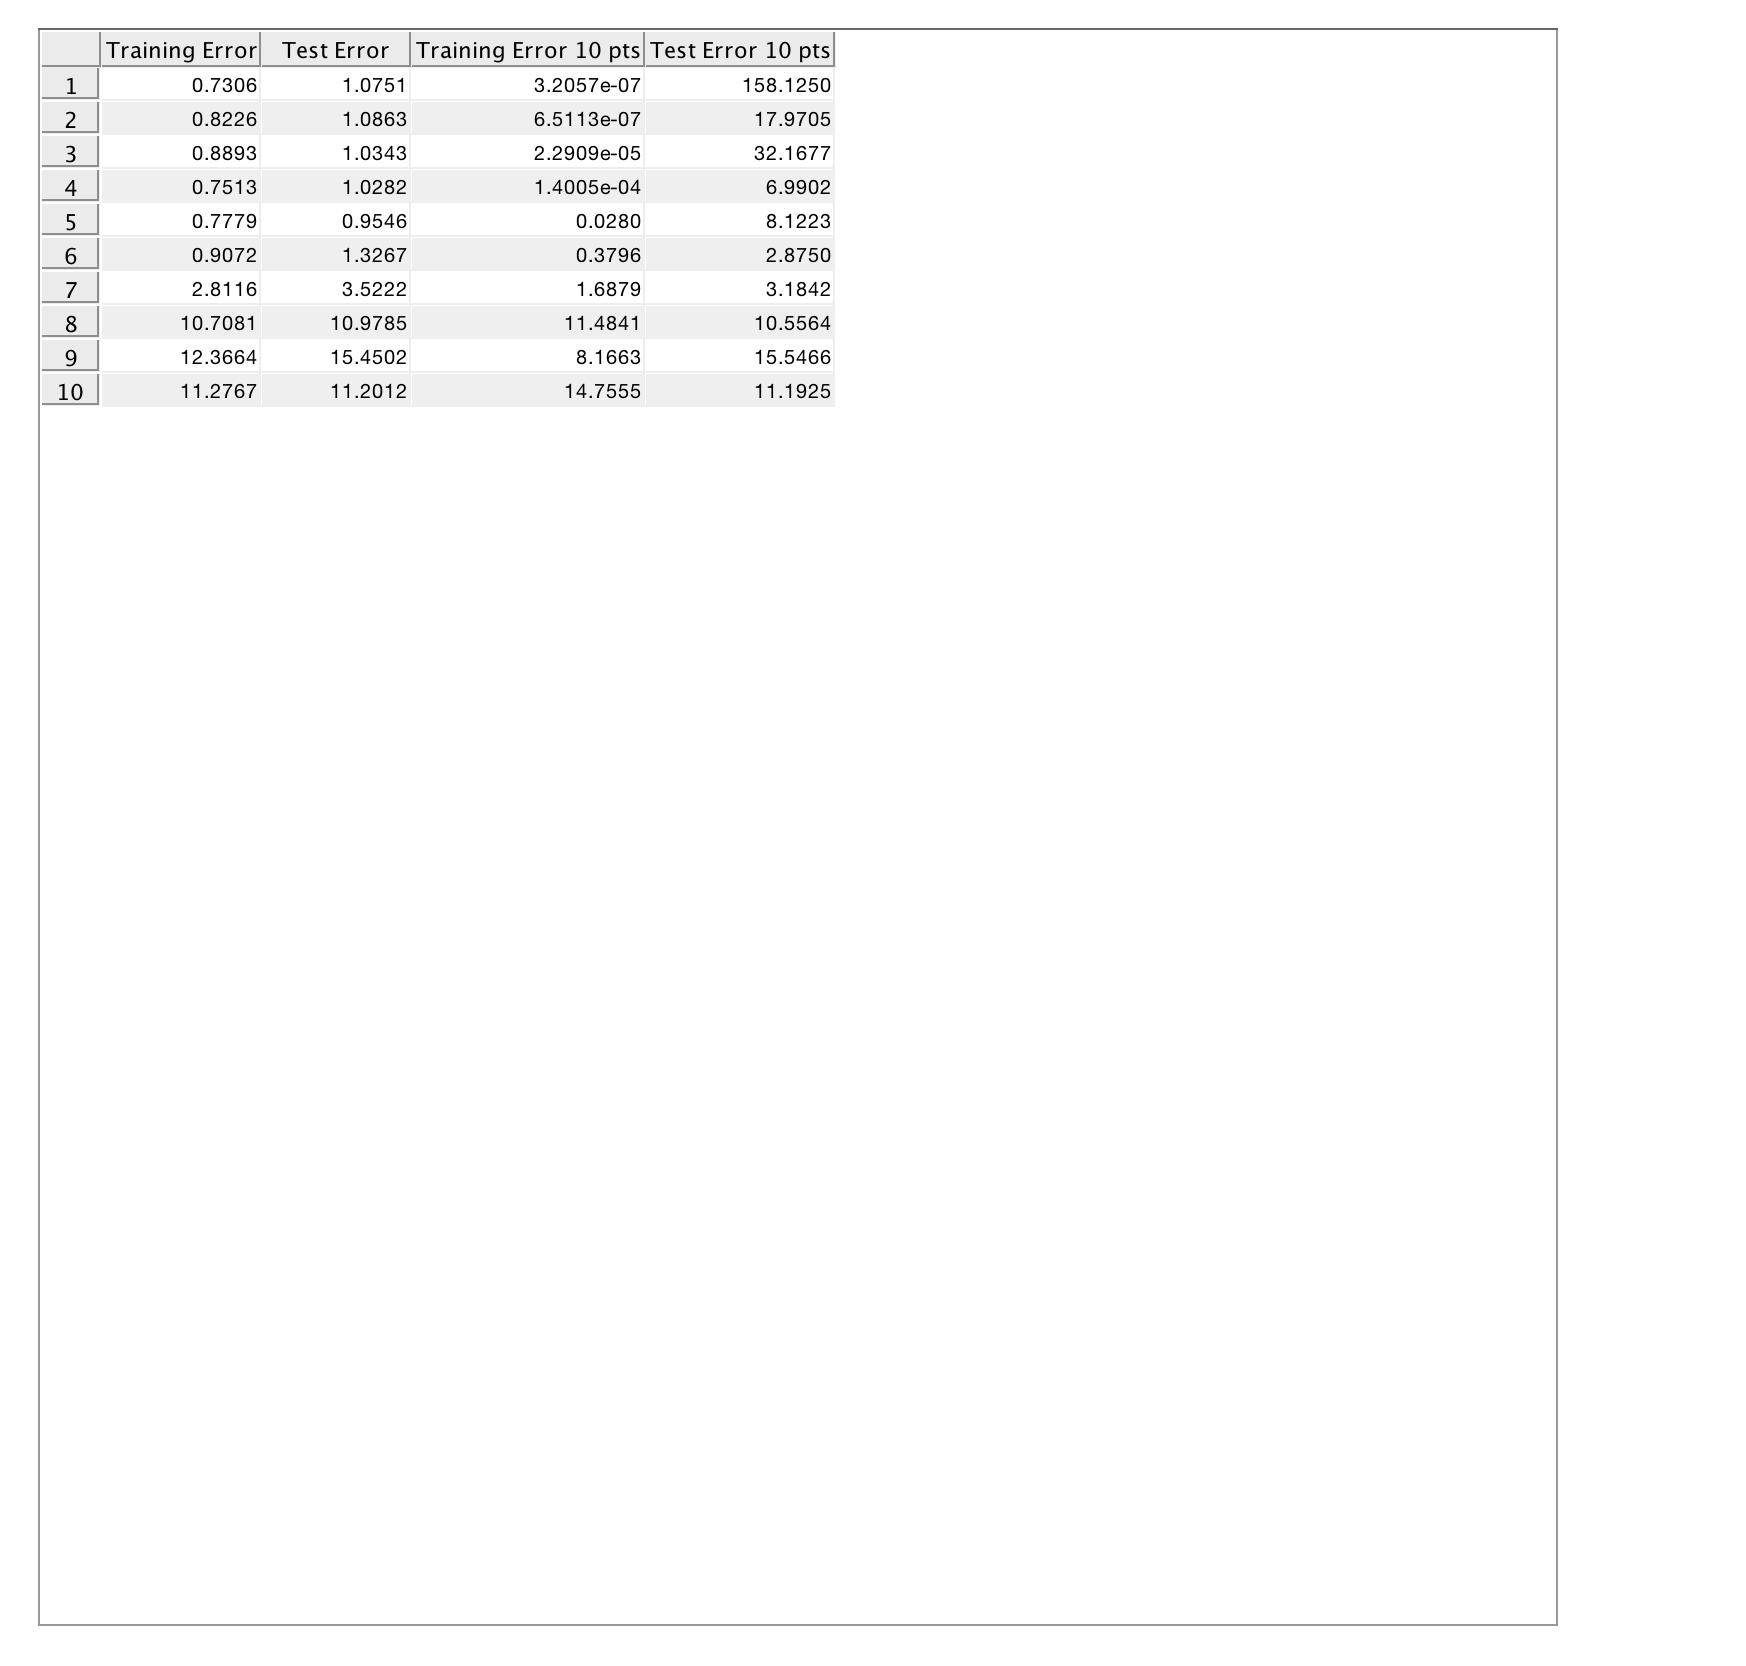 Training Error Test Error Training Error 10 pts Test Error 10 pts
1 0.7306 1.0751 3.2057e-07 158.1250
2 0.8226 1.0863 6.5113e-07 17.9705
3 0.8893 1.0343 2.2909e-05 32.1677
4 0.7513 1.0282 1.4005e-04 6.9902
5 0.7779 0.9546 0.0280 8.1223
6 0.9072 1.3267 0.3796 2.8750
7 2.8116 3.5222 1.6879 3.1842
8 10.7081 10.9785 11.4841 10.5564
9 12.3664 15.4502 8.1663 15.5466
10 11.2767 11.2012 14.7555 11.1925